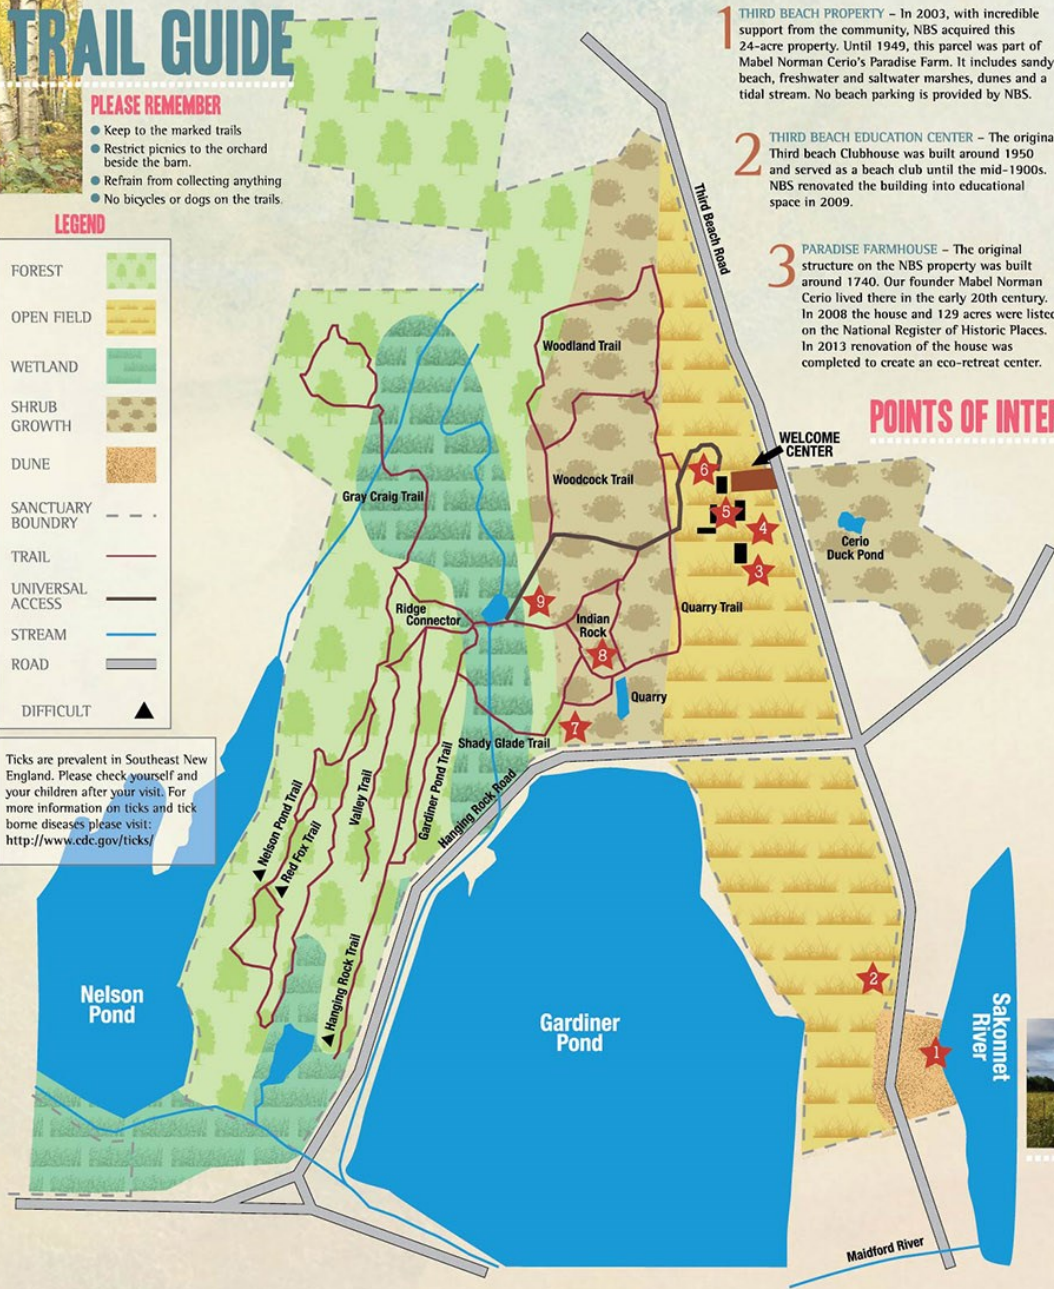 TRAIL GUIDE
PLEASE REMEMBER
Keep to the marked trails
Restrict picnics to the orchard
beside the barn.
Refrain from collecting anything
No bicycles or dogs on the trails.
LEGEND
FOREST
OPEN FIELD
WETLAND
SHRUB
GROWTH
DUNE
SANCTUARY
BOUNDRY
TRAIL
UNIVERSAL
ACCESS
STREAM
ROAD
DIFFICULT
Ticks are prevalent in Southeast New
England. Please check yourself and
your children after your visit. For
more information on ticks and tick
borne diseases please visit:
http://www.cdc.gov/ticks/
1 THIRD BEACH PROPERTY – In 2003, with incredible
support from the community, NBS acquired this
24-acre property. Until 1949, this parcel was part of
Mabel Norman Cerio's Paradise Farm. It includes sandy
beach, freshwater and saltwater marshes, dunes and a
tidal stream. No beach parking is provided by NBS.
2 THIRD BEACH EDUCATION CENTER – The origina
Third beach Clubhouse was built around 1950
and served as a beach club until the mid-1900s.
NBS renovated the building into educational
space in 2009.
3 PARADISE FARMHOUSE – The original
structure on the NBS property was built
around 1740. Our founder Mabel Norman
Cerio lived there in the early 20th century.
In 2008 the house and 129 acres were liste
on the National Register of Historic Places.
In 2013 renovation of the house was
completed to create an eco-retreat center.
POINTS OF INTE
Third Beach Road
Woodland Trail
WELCOME
CENTER
6
Woodcock Trail
Gray Craig Trail
5
4
Cerio
Duck Pond
3
9
Ridge
Connector
Indian
Rock
Quarry Trail
8
Quarry
7
Shady Glade Trail
Hanging Rock Road
Gardiner Pond Trail
Valley Trail
Nelson Pond Trail
Red Fox Trail
Hanging Rock Trail
2
Nelson
Pond
Gardiner
Pond
1
Sakonnet
River
Maidford River